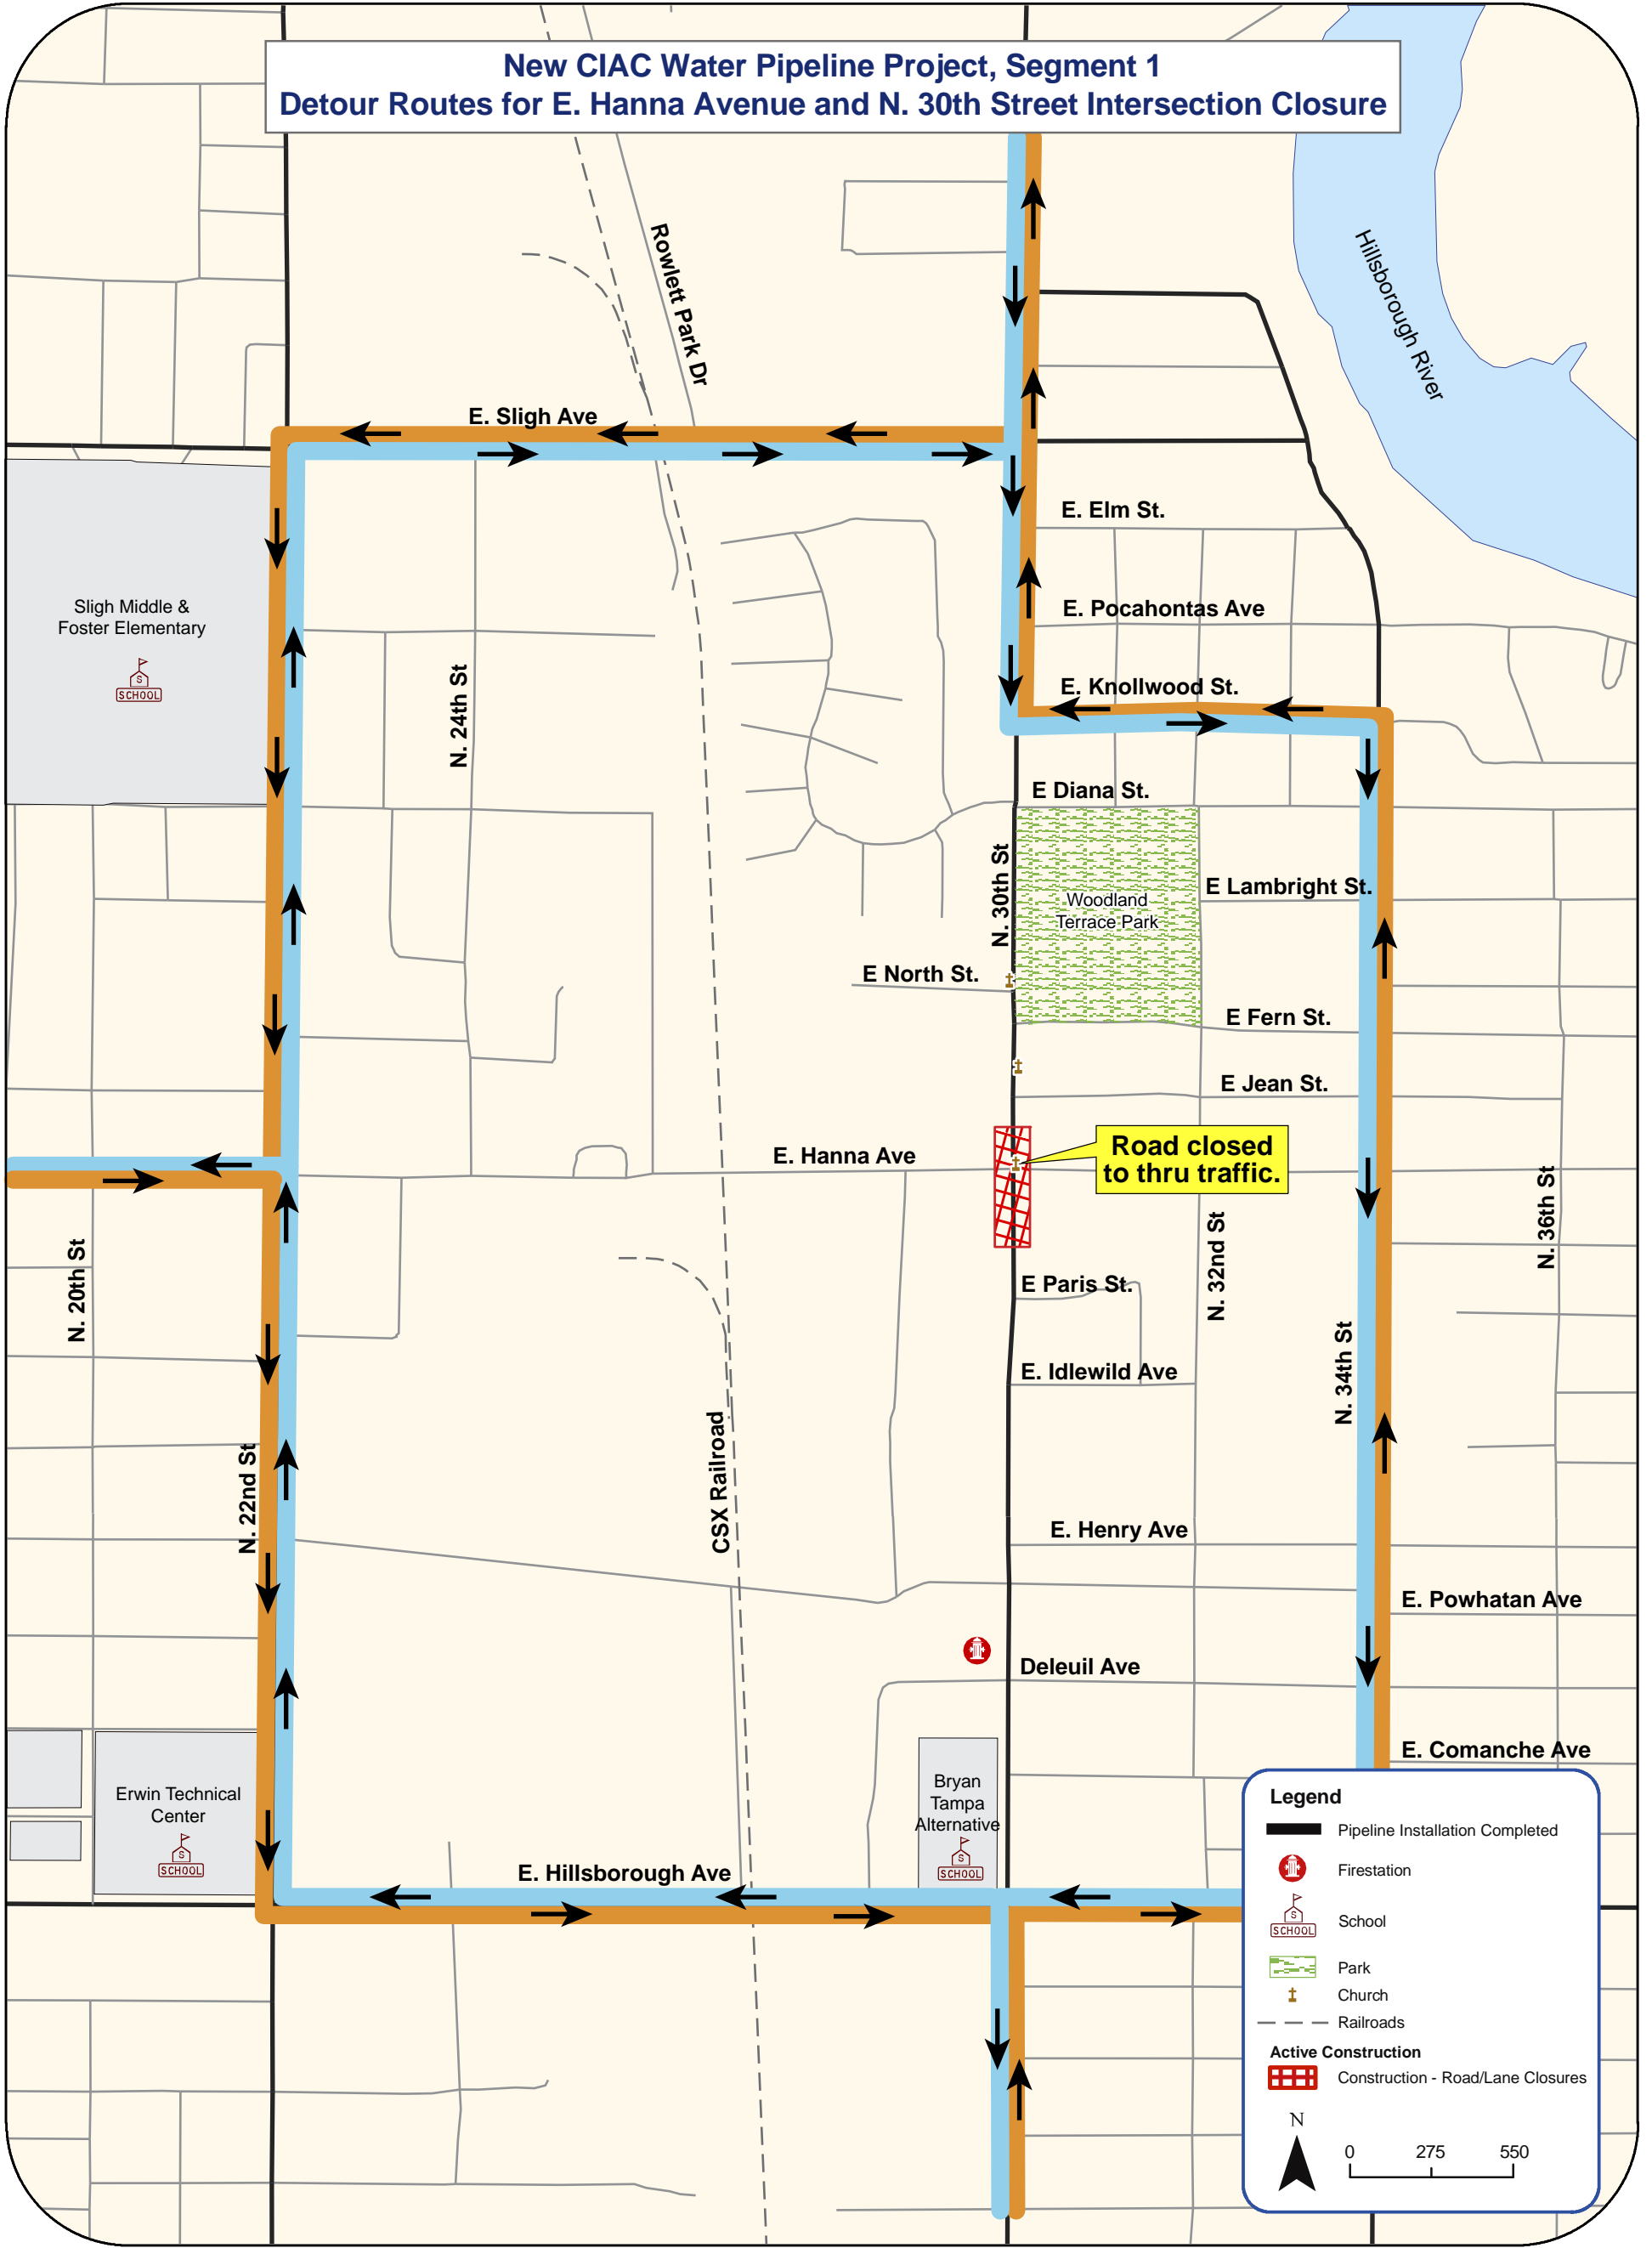 New CIAC Water Pipeline Project, Segment 1
Detour Routes for E. Hanna Avenue and N. 30th Street Intersection Closure
Rowlett Park Dr
Hillsborough River
E. Sligh Ave
E. Elm St.
Sligh Middle &
Foster Elementary
S
SCHOOL
E. Pocahontas Ave
N. 24th St
E. Knollwood St.
E Diana St.
N. 30th St
E Lambright St.
Woodland
Terrace Park
E North St.
E Fern St.
E Jean St.
E. Hanna Ave
Road closed
to thru traffic.
N. 36th St
N. 20th St
N. 32nd St
E Paris St.
N. 34th St
E. Idlewild Ave
N. 22nd St
CSX Railroad
E. Henry Ave
E. Powhatan Ave
Deleuil Ave
E. Comanche Ave
Erwin Technical
Center
S
SCHOOL
Bryan
Tampa
Alternative
S
SCHOOL
E. Hillsborough Ave
Legend
Pipeline Installation Completed
Firestation
S
SCHOOL
School
Park
Church
Railroads
Active Construction
Construction - Road/Lane Closures
N
0 275 550